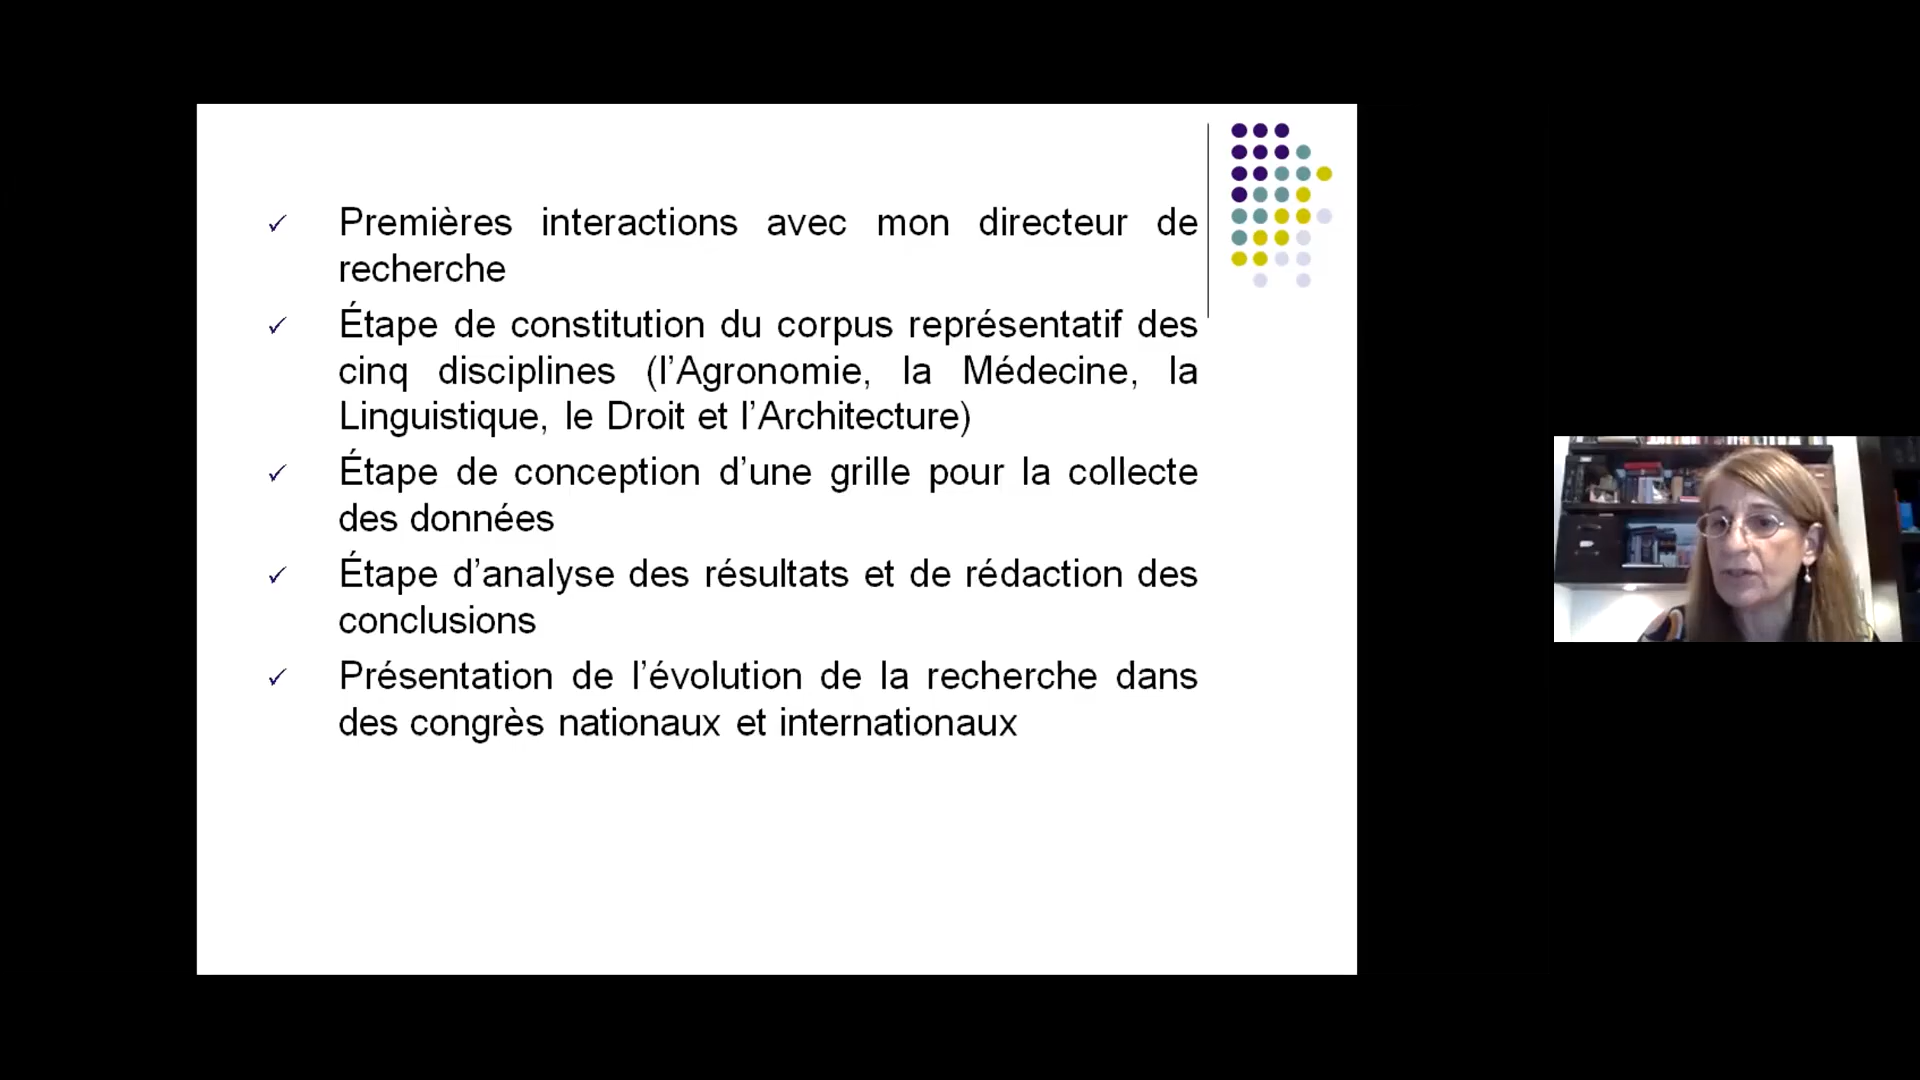 Premières interactions avec mon directeur de
recherche
Étape de constitution du corpus représentatif des
cinq disciplines (l’Agronomie, la Médecine, la
Linguistique, le Droit et l’Architecture)
Étape de conception d’une grille pour la collecte
des données
Étape d’analyse des résultats et de rédaction des
conclusions
Présentation de l’évolution de la recherche dans
des congrès nationaux et internationaux